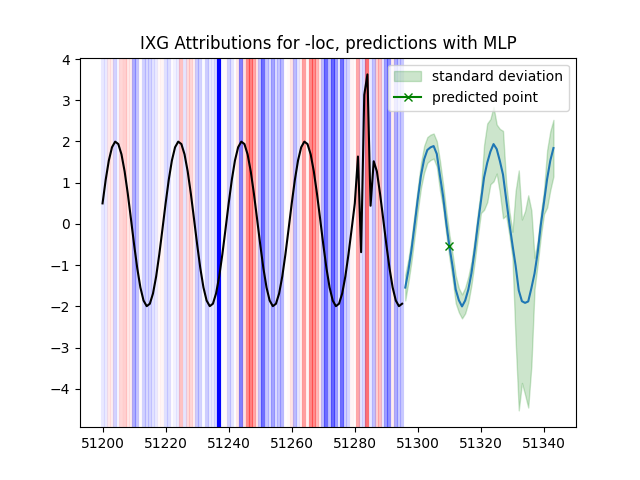 IXG Attributions for -loc, predictions with MLP
standard deviation
predicted point
4
3
2
1
0
−1
−2
−3
−4
51200 51220 51240 51260 51280 51300 51320 51340